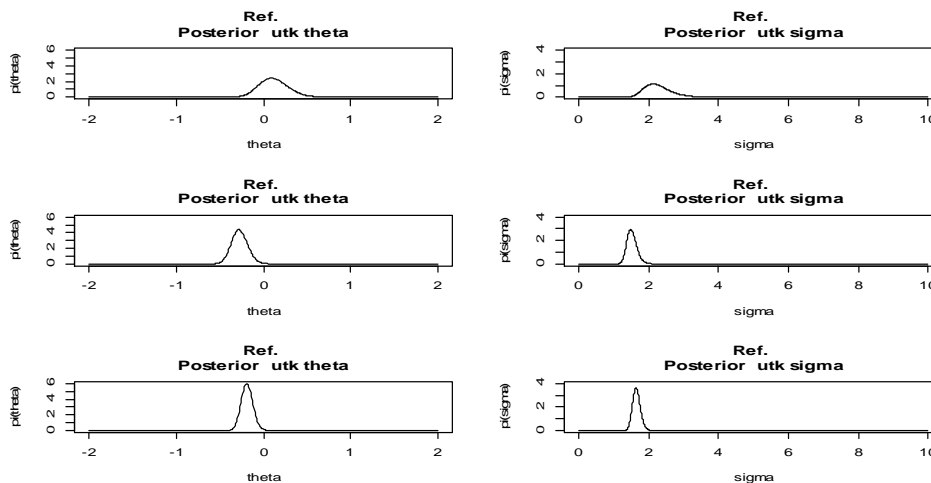 Ref.
Posterior utk theta
pi(theta)
0 2 4 6
-2 -1 0 1 2
theta
Ref.
Posterior utk sigma
pi(sigma)
0 2 4
0 2 4 6 8 10
sigma
Ref.
Posterior utk theta
pi(theta)
0 2 4 6
-2 -1 0 1 2
theta
Ref.
Posterior utk sigma
pi(sigma)
0 2 4
0 2 4 6 8 10
sigma
Ref.
Posterior utk theta
pi(theta)
0 2 4 6
-2 -1 0 1 2
theta
Ref.
Posterior utk sigma
pi(sigma)
0 2 4
0 2 4 6 8 10
sigma